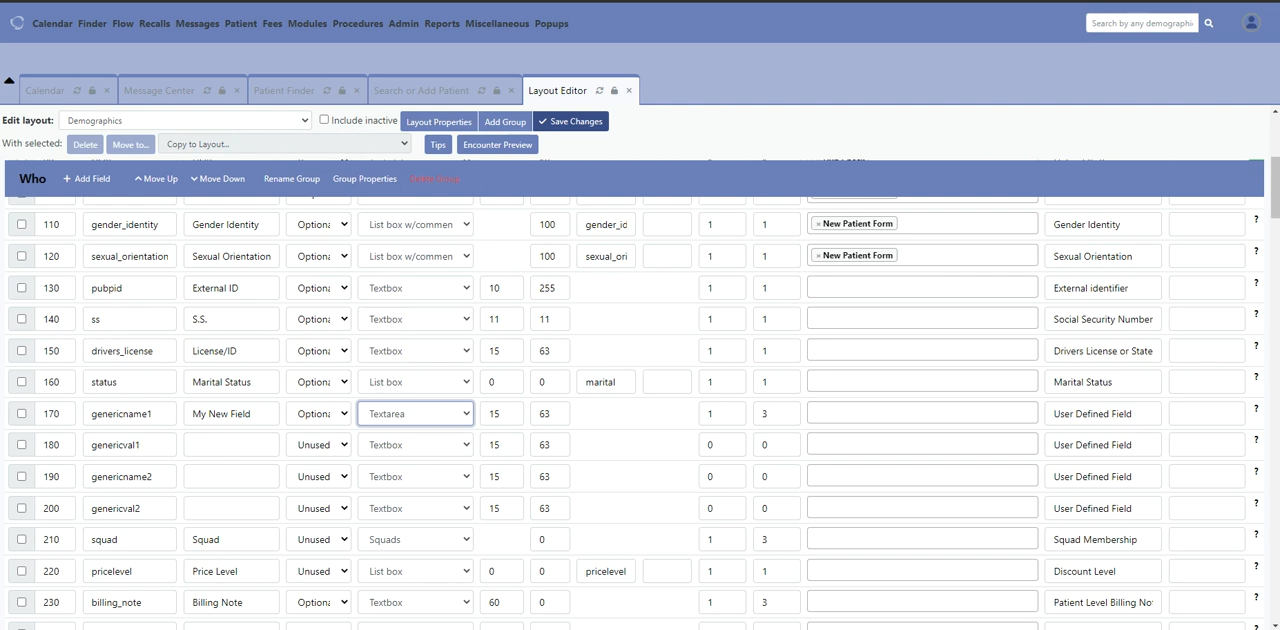 Calendar Finder Flow Recalls Messages Patient Fees Modules Procedures Admin Reports Miscellaneous Popups Search by any demographi
Calendar × Message Center × Patient Finder × Search or Add Patient × Layout Editor ×
Edit layout: Demographics Include inactive Layout Properties Add Group Save Changes
With selected: Delete Move to... Copy to Layout... Tips Encounter Preview
Who + Add Field Move Up Move Down Rename Group Group Properties
110 gender_identity Gender Identity Optiona List box w/commen 100 gender_id 1 1 × New Patient Form Gender Identity ?
120 sexual_orientation Sexual Orientation Optiona List box w/commen 100 sexual_ori 1 1 × New Patient Form Sexual Orientation ?
130 pubpid External ID Optiona Textbox 10 255 1 1 External identifier ?
140 ss S.S. Optiona Textbox 11 11 1 1 Social Security Number ?
150 drivers_license License/ID Optiona Textbox 15 63 1 1 Drivers License or State ?
160 status Marital Status Optiona List box 0 0 marital 1 1 Marital Status ?
170 genericname1 My New Field Optiona Textarea 15 63 1 3 User Defined Field ?
180 genericval1 Unused Textbox 15 63 0 0 User Defined Field ?
190 genericname2 Unused Textbox 15 63 0 0 User Defined Field ?
200 genericval2 Unused Textbox 15 63 0 0 User Defined Field ?
210 squad Squad Unused Squads 0 1 3 Squad Membership ?
220 pricelevel Price Level Unused List box 0 0 pricelevel 1 1 Discount Level ?
230 billing_note Billing Note Optiona Textbox 60 0 1 3 Patient Level Billing No ?
?